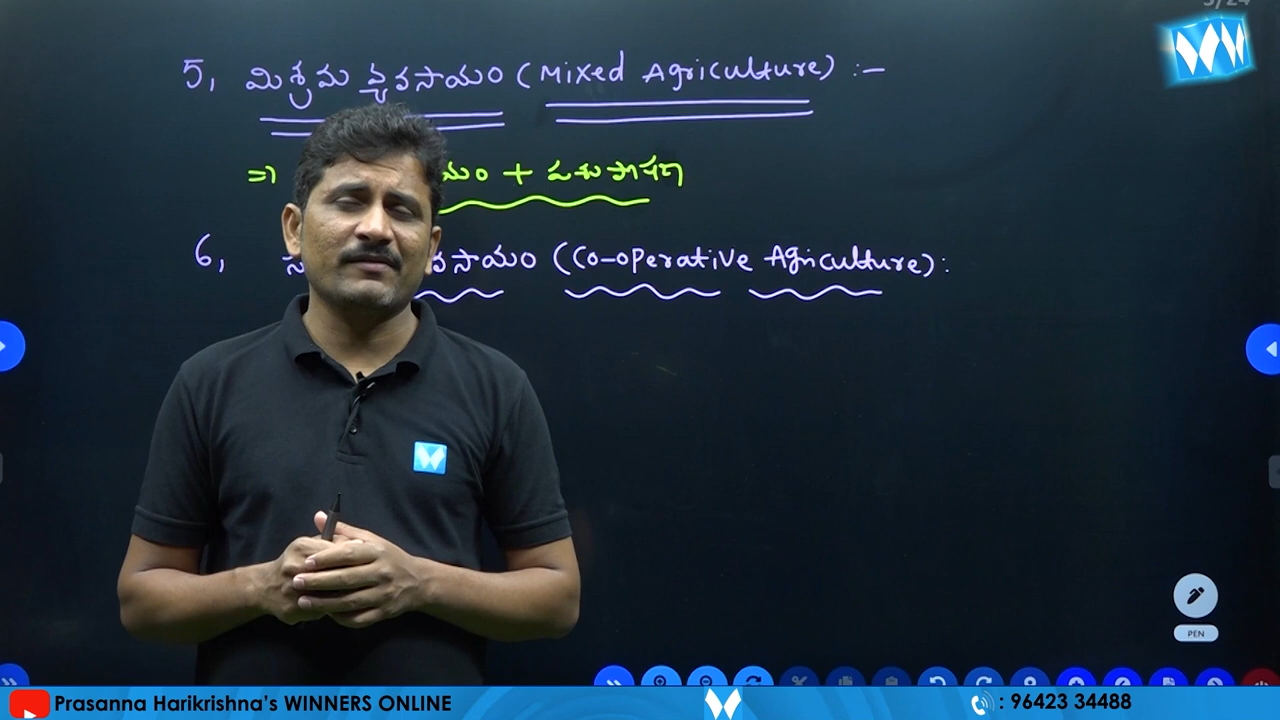 5, మిశ్రమ వ్యవసాయం (Mixed Agriculture) :-
=> యం + పశుపోషణ
6, స వసాయం (Co-operative Agriculture):
PEN
Prasanna Harikrishna's WINNERS ONLINE : 96423 34488